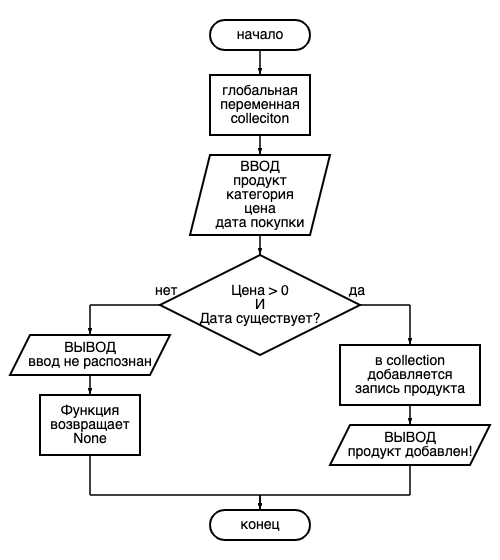 начало
глобальная
переменная
colleciton
ВВОД
продукт
категория
цена
дата покупки
нет
Цена > 0
И
Дата существует?
да
ВЫВОД
ввод не распознан
Функция
возвращает
None
в collection
добавляется
запись продукта
ВЫВОД
продукт добавлен!
конец